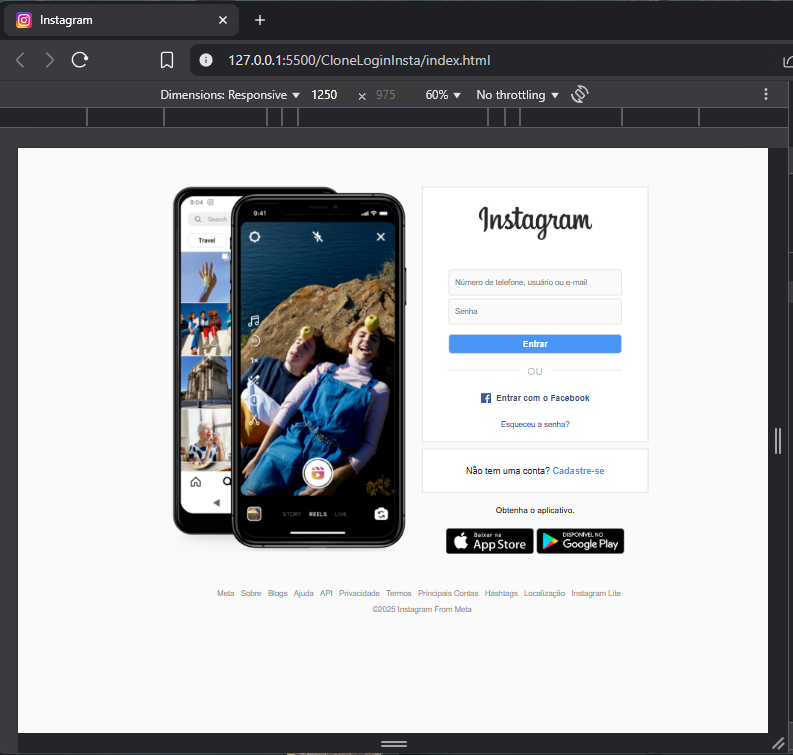 Instagram
127.0.0.1:5500/CloneLoginInsta/index.html
Dimensions: Responsive 1250 × 975 60% No throttling
8:04
Search
Travel
9:41
1×
STORY REELS LIVE
Instagram
Número de telefone, usuário ou e-mail
Senha
Entrar
OU
Entrar com o Facebook
Esqueceu a senha?
Não tem uma conta? Cadastre-se
Obtenha o aplicativo.
Baixar na
App Store
DISPONÍVEL NO
Google Play
Meta Sobre Blogs Ajuda API Privacidade Termos Principais Contas Hashtags Localização Instagram Lite
©2025 Instagram From Meta